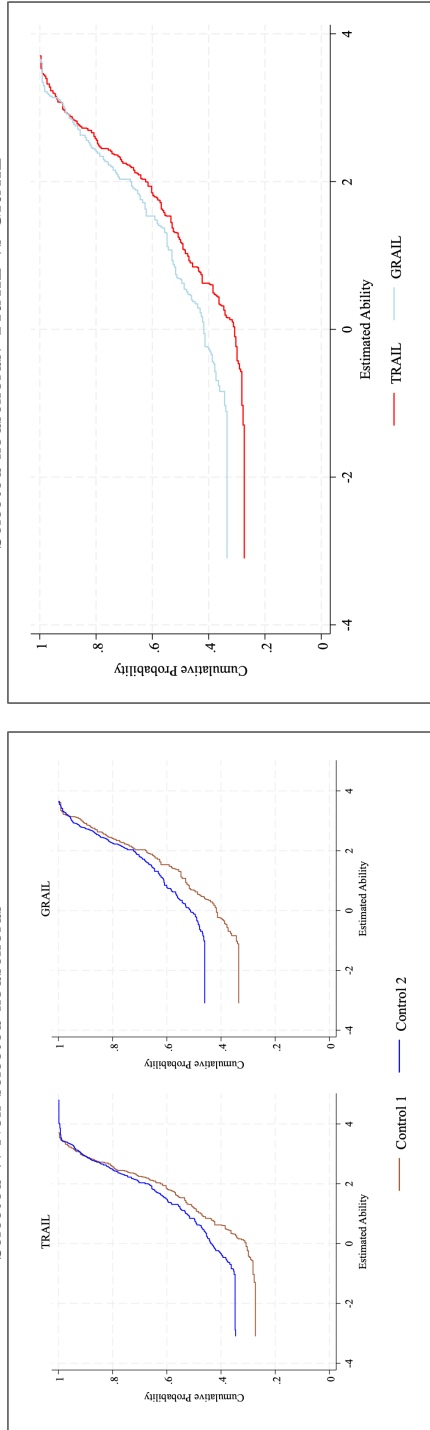 TRAIL
Cumulative Probability
1
.8
.6
.4
.2
0
-4
-2
0
2
4
Estimated Ability
GRAIL
Cumulative Probability
1
.8
.6
.4
.2
0
-4
-2
0
2
4
Estimated Ability
Control 1
Control 2
Cumulative Probability
1
.8
.6
.4
.2
0
-4
-2
0
2
4
Estimated Ability
TRAIL
GRAIL